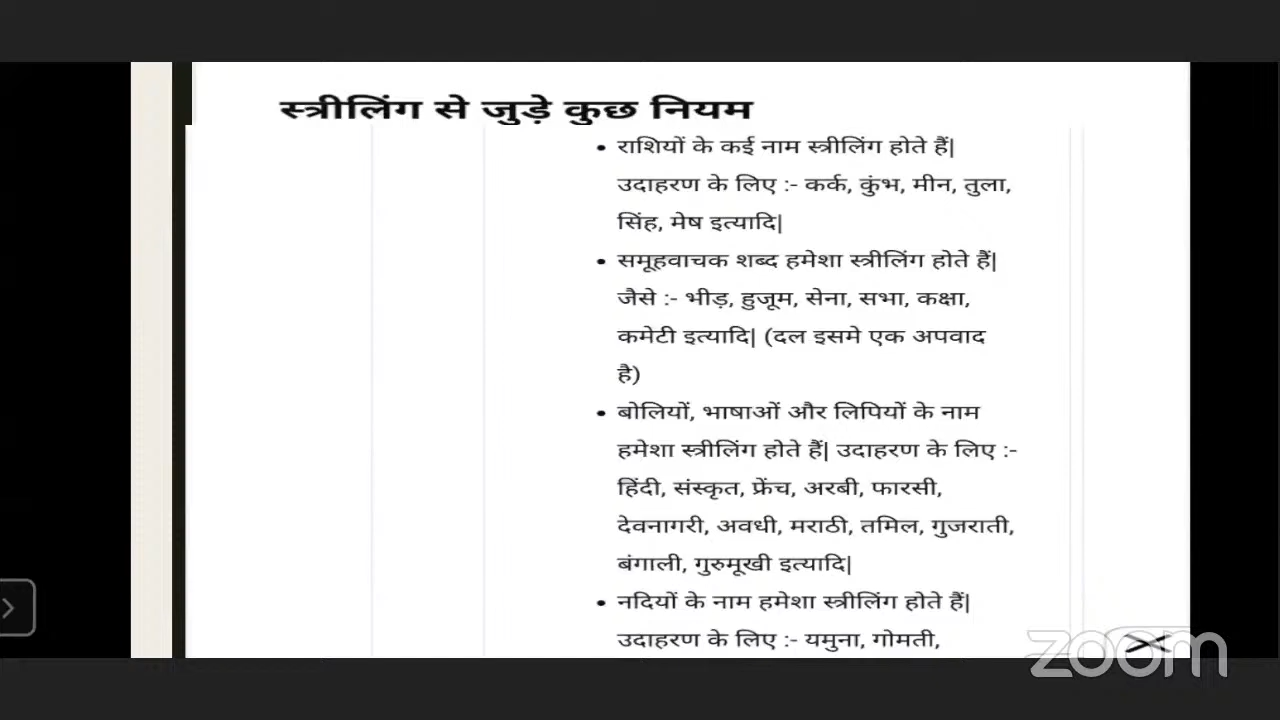 स्त्रीलिंग से जुड़े कुछ नियम
• राशियों के कई नाम स्त्रीलिंग होते हैं|
उदाहरण के लिए :- कर्क, कुंभ, मीन, तुला,
सिंह, मेष इत्यादि|
• समूहवाचक शब्द हमेशा स्त्रीलिंग होते हैं|
जैसे :- भीड़, हुजूम, सेना, सभा, कक्षा,
कमेटी इत्यादि| (दल इसमे एक अपवाद
है)
• बोलियों, भाषाओं और लिपियों के नाम
हमेशा स्त्रीलिंग होते हैं| उदाहरण के लिए :-
हिंदी, संस्कृत, फ्रेंच, अरबी, फारसी,
देवनागरी, अवधी, मराठी, तमिल, गुजराती,
बंगाली, गुरुमूखी इत्यादि|
• नदियों के नाम हमेशा स्त्रीलिंग होते हैं|
उदाहरण के लिए :- यमुना, गोमती,
zoom